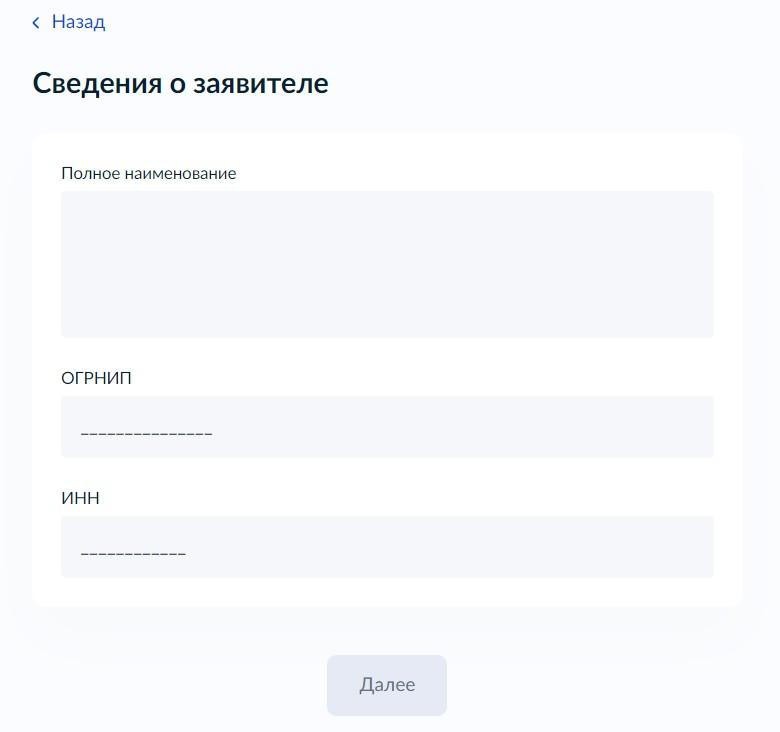 Назад
Сведения о заявителе
Полное наименование
ОГРНИП
_______________
ИНН
____________
Далее